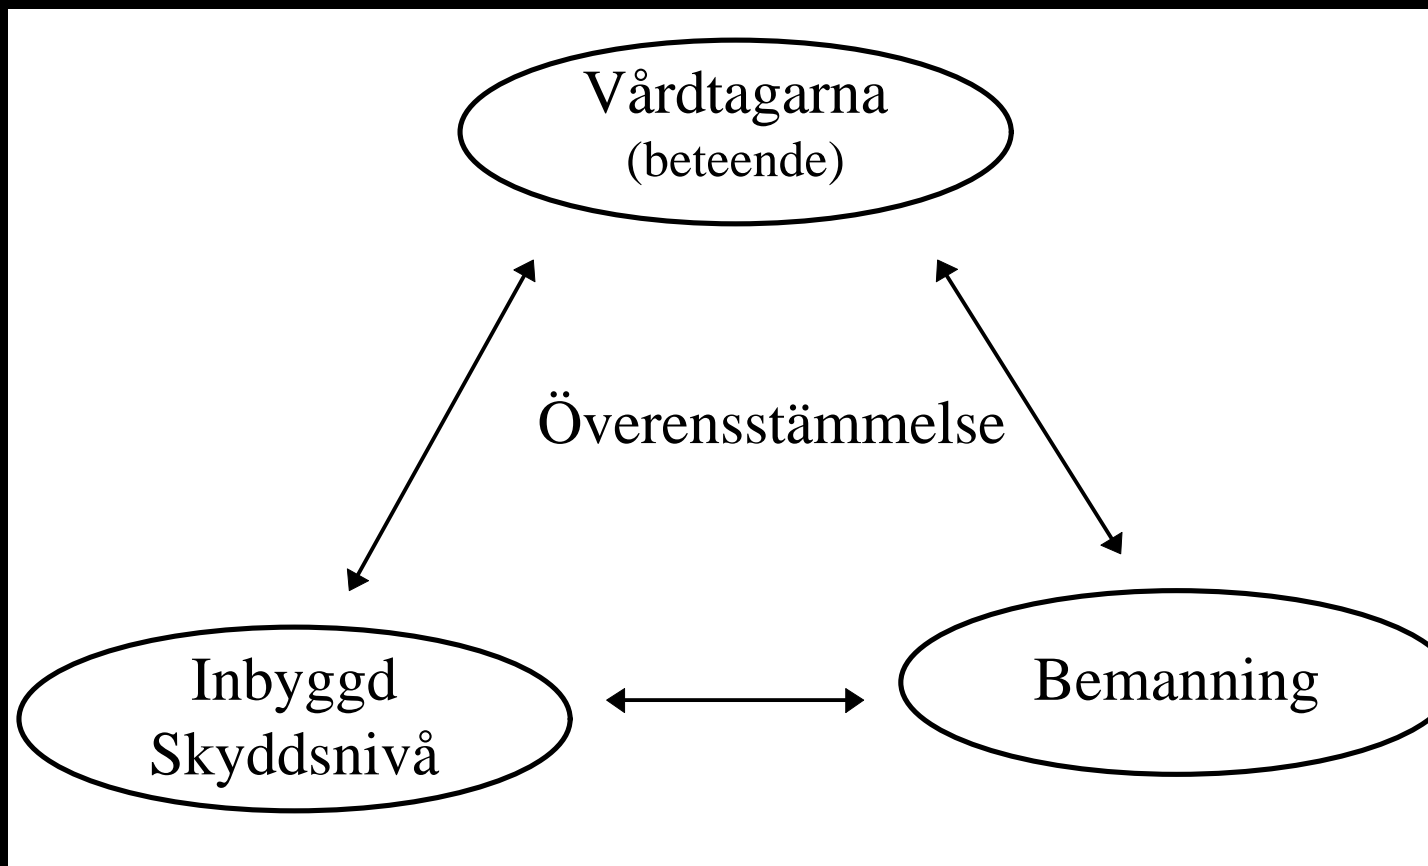 Vårdtagarna
(beteende)
Överensstämmelse
Inbyggd
Skyddsnivå
Bemanning